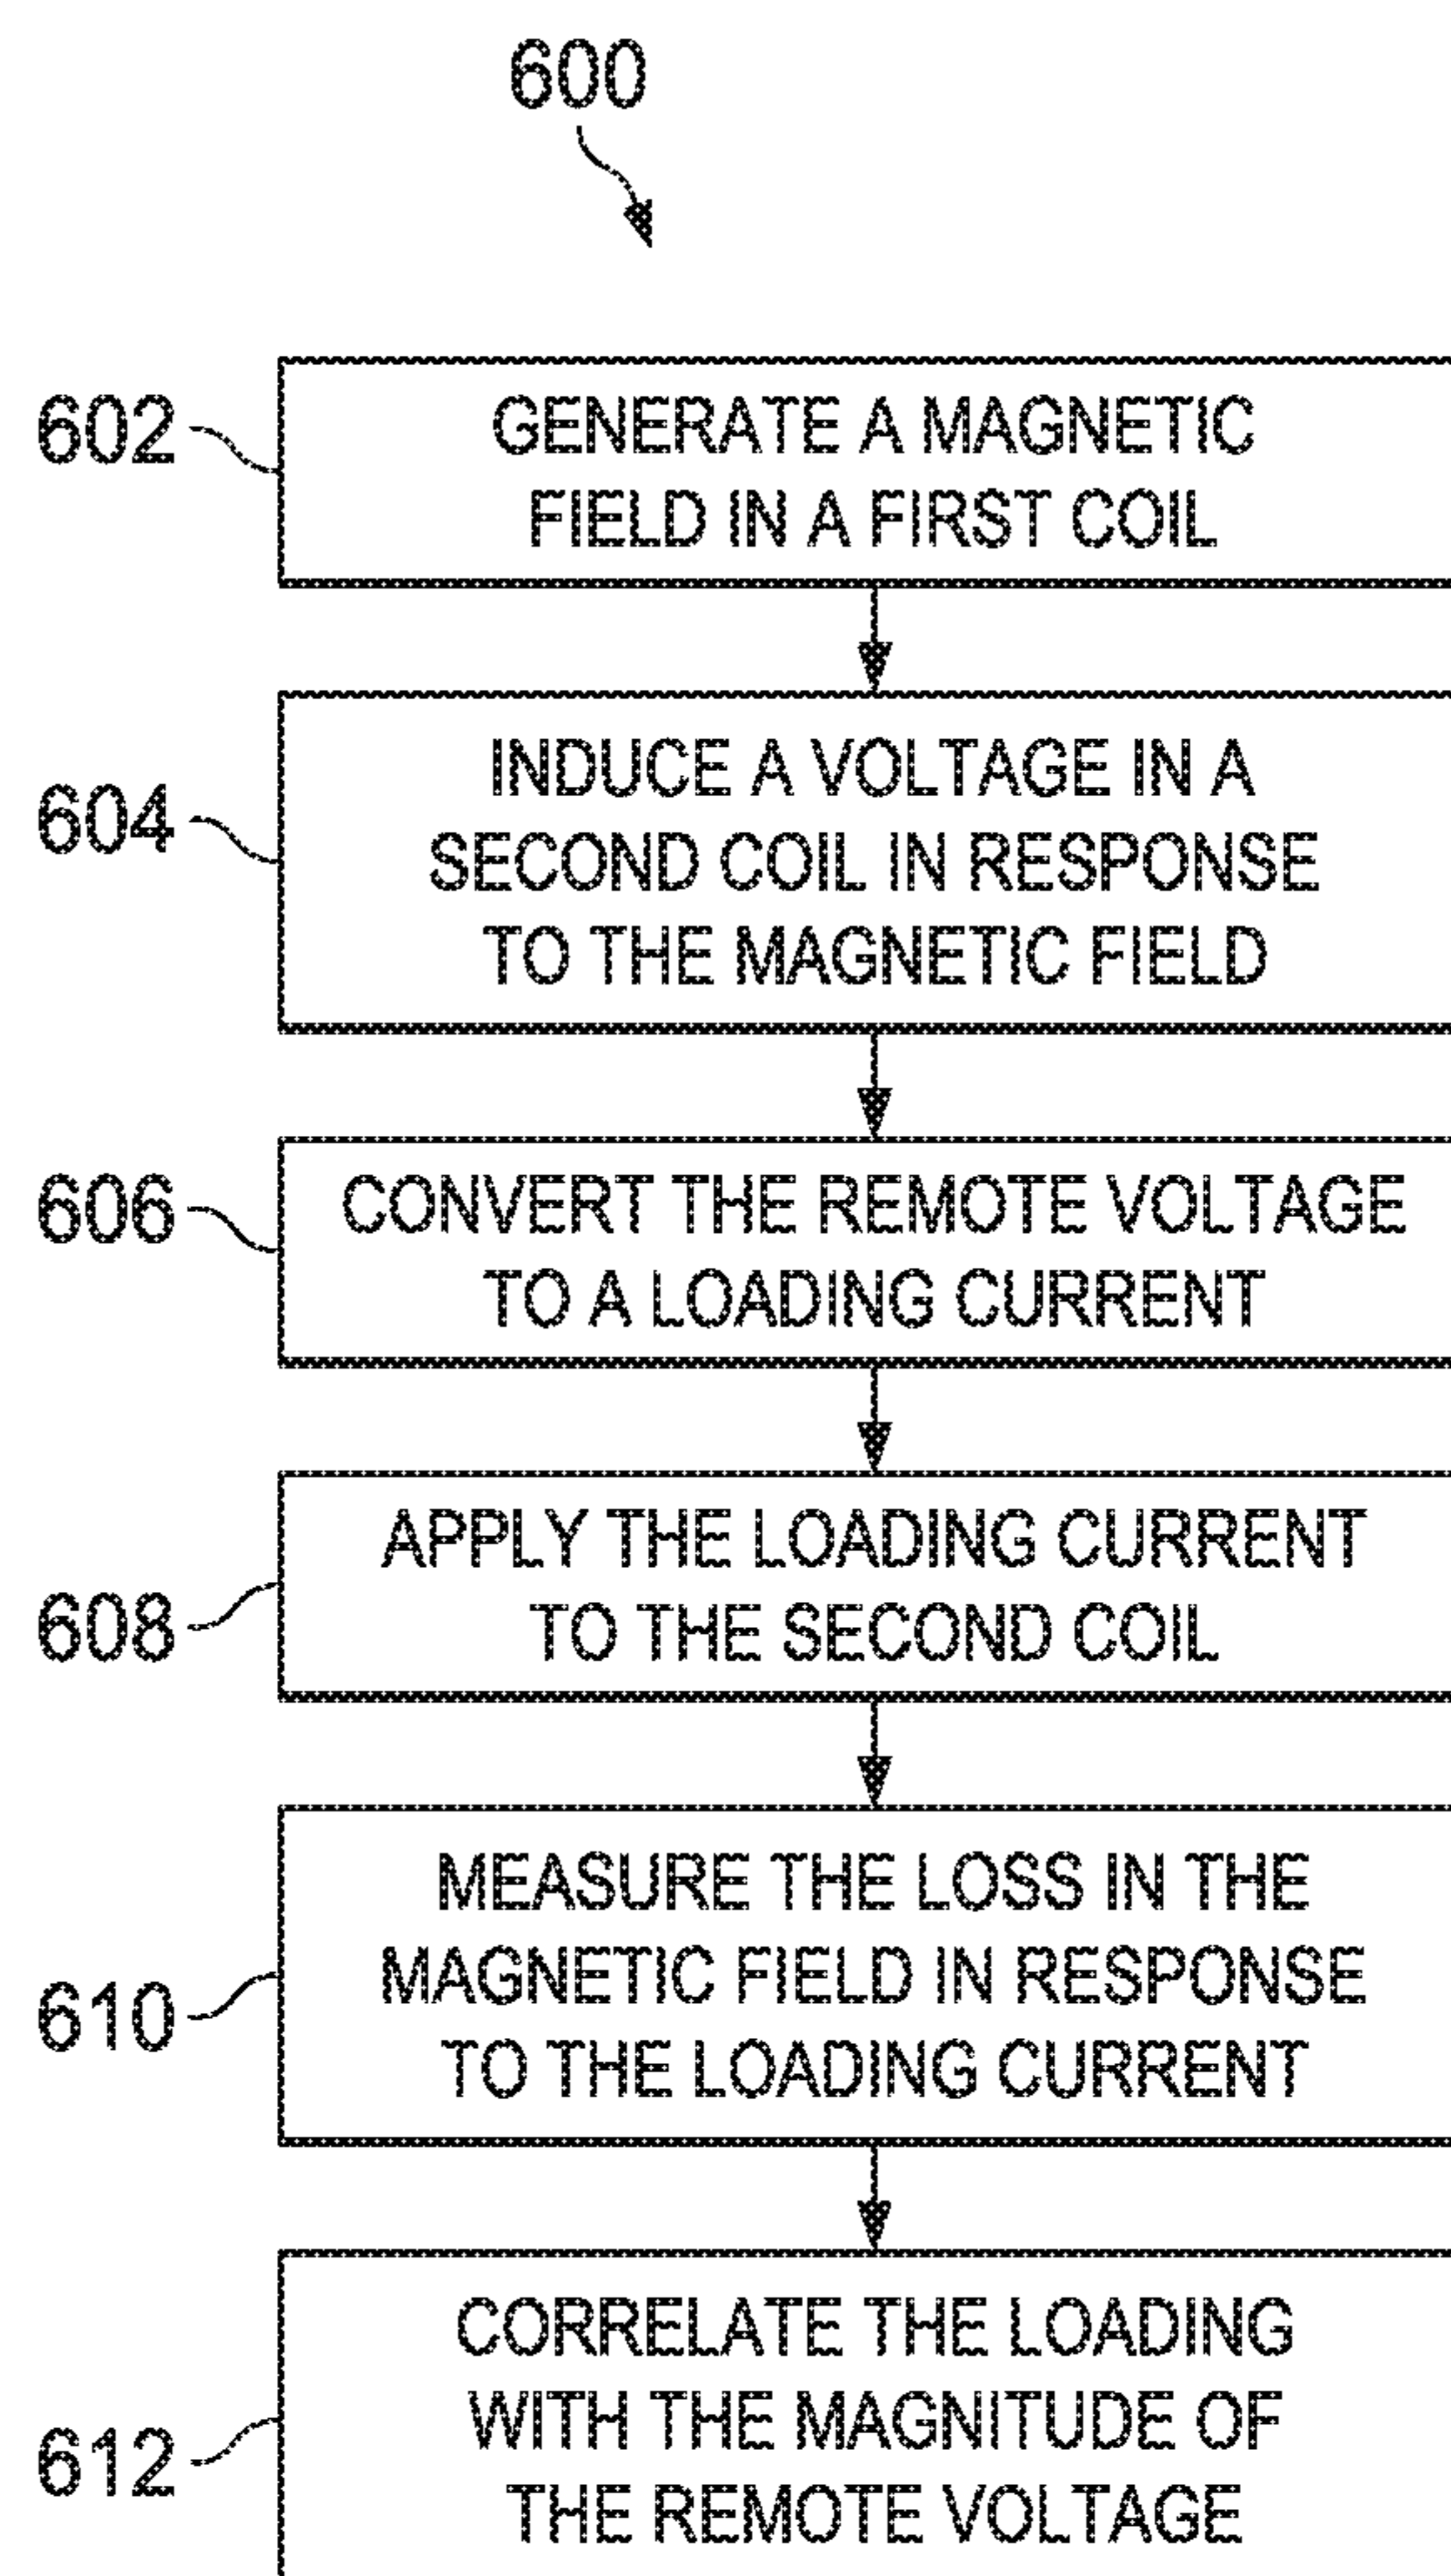 600
602
GENERATE A MAGNETIC
FIELD IN A FIRST COIL
604
INDUCE A VOLTAGE IN A
SECOND COIL IN RESPONSE
TO THE MAGNETIC FIELD
606
CONVERT THE REMOTE VOLTAGE
TO A LOADING CURRENT
608
APPLY THE LOADING CURRENT
TO THE SECOND COIL
610
MEASURE THE LOSS IN THE
MAGNETIC FIELD IN RESPONSE
TO THE LOADING CURRENT
612
CORRELATE THE LOADING
WITH THE MAGNITUDE OF
THE REMOTE VOLTAGE